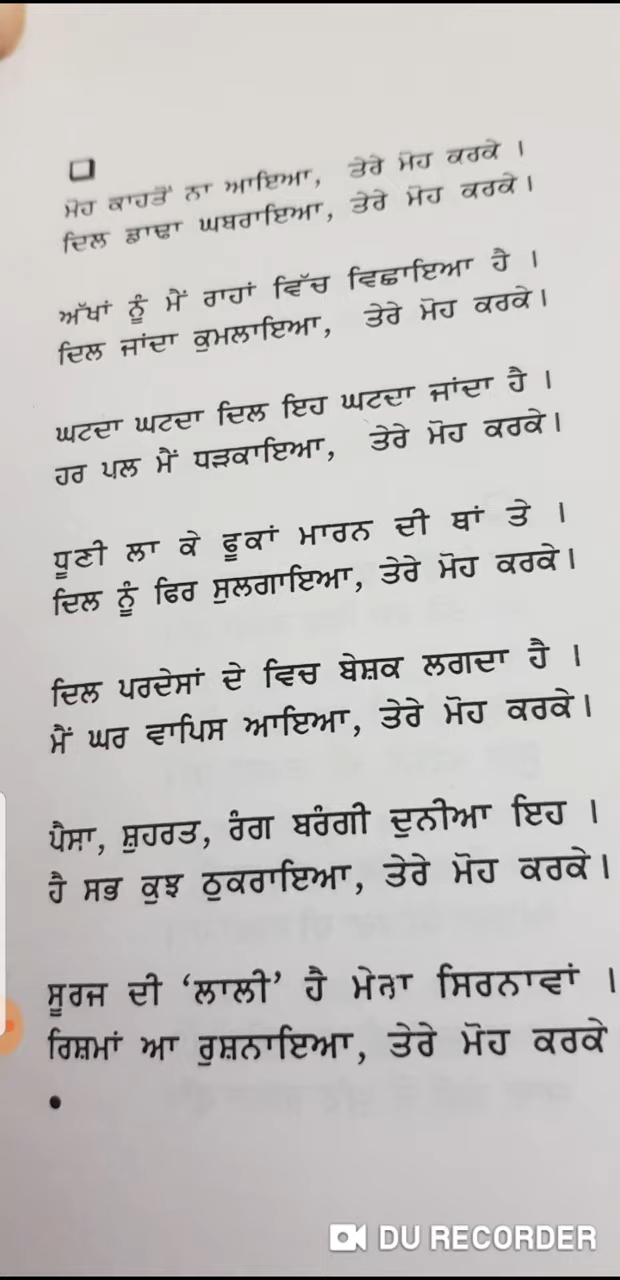 ਮੋਹ ਕਾਹਤੋਂ ਨਾ ਆਇਆ, ਤੇਰੇ ਮੋਹ ਕਰਕੇ ।
ਦਿਲ ਡਾਢਾ ਘਬਰਾਇਆ, ਤੇਰੇ ਮੋਹ ਕਰਕੇ ।
ਅੱਖਾਂ ਨੂੰ ਮੈਂ ਰਾਹਾਂ ਵਿੱਚ ਵਿਛਾਇਆ ਹੈ ।
ਦਿਲ ਜਾਂਦਾ ਕੁਮਲਾਇਆ, ਤੇਰੇ ਮੋਹ ਕਰਕੇ ।
ਘਟਦਾ ਘਟਦਾ ਦਿਲ ਇਹ ਘਟਦਾ ਜਾਂਦਾ ਹੈ ।
ਹਰ ਪਲ ਮੈਂ ਧੜਕਾਇਆ, ਤੇਰੇ ਮੋਹ ਕਰਕੇ ।
ਧੂਣੀ ਲਾ ਕੇ ਫੂਕਾਂ ਮਾਰਨ ਦੀ ਥਾਂ ਤੇ ।
ਦਿਲ ਨੂੰ ਫਿਰ ਸੁਲਗਾਇਆ, ਤੇਰੇ ਮੋਹ ਕਰਕੇ ।
ਦਿਲ ਪਰਦੇਸਾਂ ਦੇ ਵਿਚ ਬੇਸ਼ਕ ਲਗਦਾ ਹੈ ।
ਮੈਂ ਘਰ ਵਾਪਿਸ ਆਇਆ, ਤੇਰੇ ਮੋਹ ਕਰਕੇ ।
ਪੈਸਾ, ਸ਼ੁਹਰਤ, ਰੰਗ ਬਰੰਗੀ ਦੁਨੀਆ ਇਹ ।
ਹੈ ਸਭ ਕੁਝ ਠੁਕਰਾਇਆ, ਤੇਰੇ ਮੋਹ ਕਰਕੇ ।
ਸੂਰਜ ਦੀ ‘ਲਾਲੀ’ ਹੈ ਮੇਰਾ ਸਿਰਨਾਵਾਂ ।
ਰਿਸ਼ਮਾਂ ਆ ਰੁਸ਼ਨਾਇਆ, ਤੇਰੇ ਮੋਹ ਕਰਕੇ
DU RECORDER